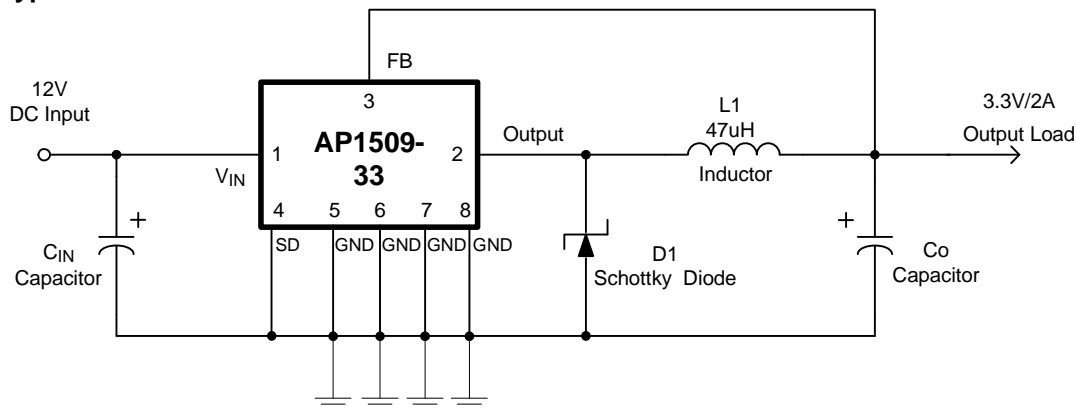 FB
12V
DC Input
3
AP1509-
33
1
2
VIN
Output
L1
47uH
Inductor
3.3V/2A
Output Load
4
5
6
7
8
SD
GND
GND
GND
GND
+
CIN
Capacitor
D1
Schottky Diode
+
Co
Capacitor